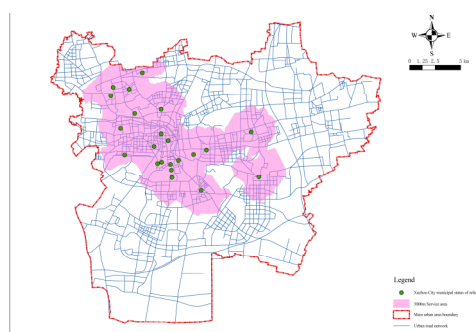 N
W E
S
0 1.25 2.5 5 km
Legend
Xuzhou City municipal status of
3000m Service area
Main urban area boundary
Urban road network